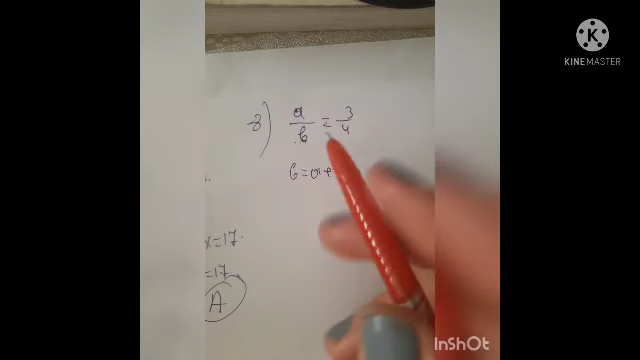 K
KINEMASTER
8) a/b = 3/4
b=a+
x=17.
=17
A
InShOt